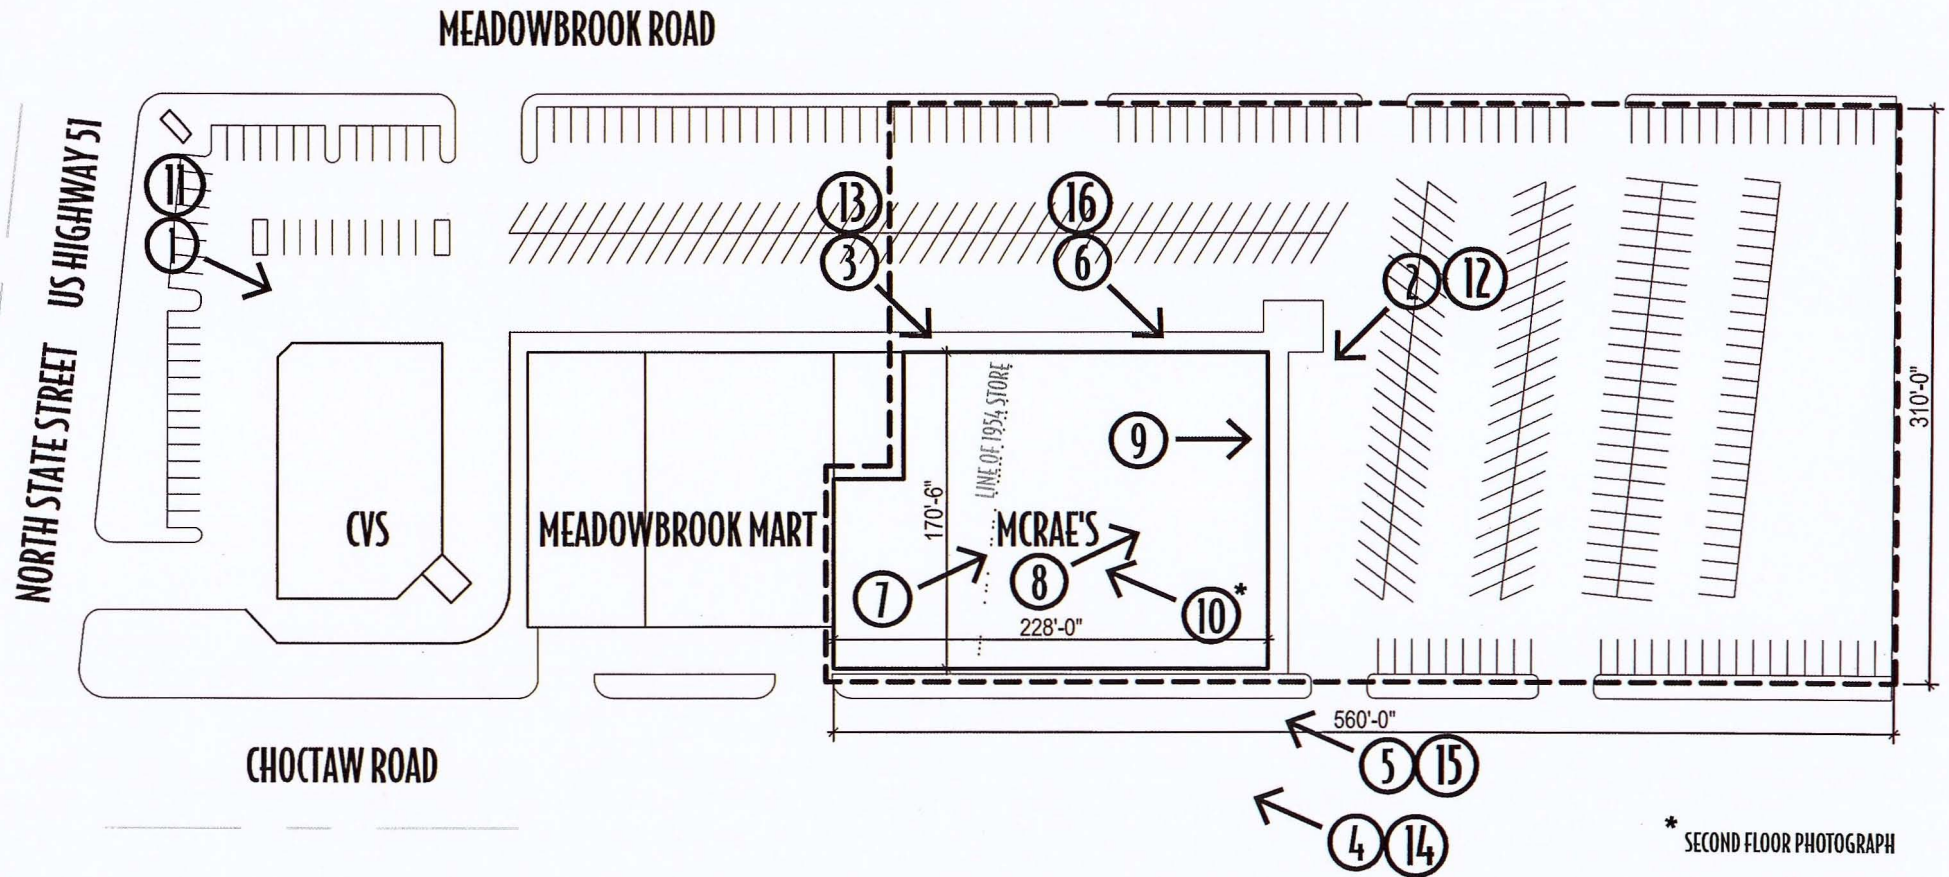 MEADOWBROOK ROAD
US HIGHWAY 51
NORTH STATE STREET
11
1
13
3
16
6
2
12
LINE OF 1954 STORE
9
310'-0"
170'-6"
CVS
MEADOWBROOK MART
MCRAE'S
7
8
10
*
228'-0"
560'-0"
CHOCTAW ROAD
5
15
4
14
* SECOND FLOOR PHOTOGRAPH